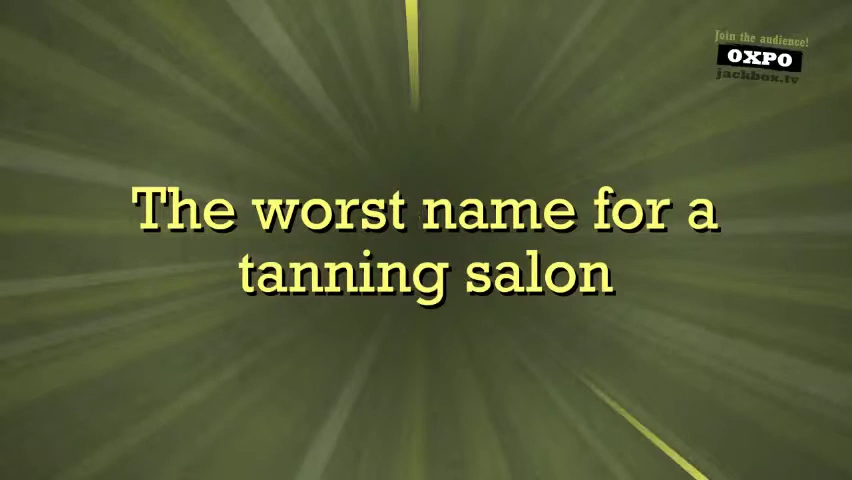 Join the audience!
OXPO
jackbox.tv
The worst name for a
tanning salon